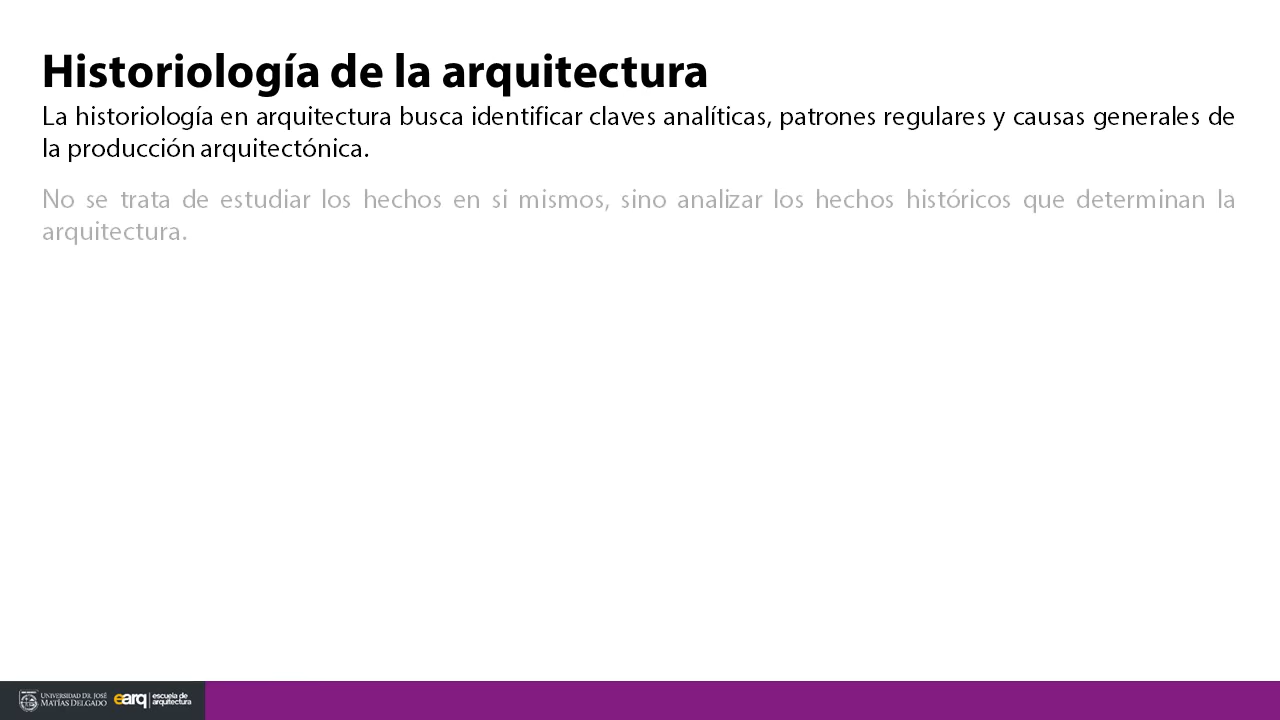 Historiología de la arquitectura
La historiología en arquitectura busca identificar claves analíticas, patrones regulares y causas generales de
la producción arquitectónica.
No se trata de estudiar los hechos en si mismos, sino analizar los hechos históricos que determinan la
arquitectura.
UNIVERSIDAD DR. JOSÉ
MATÍAS DELGADO
earq
escuela de
arquitectura